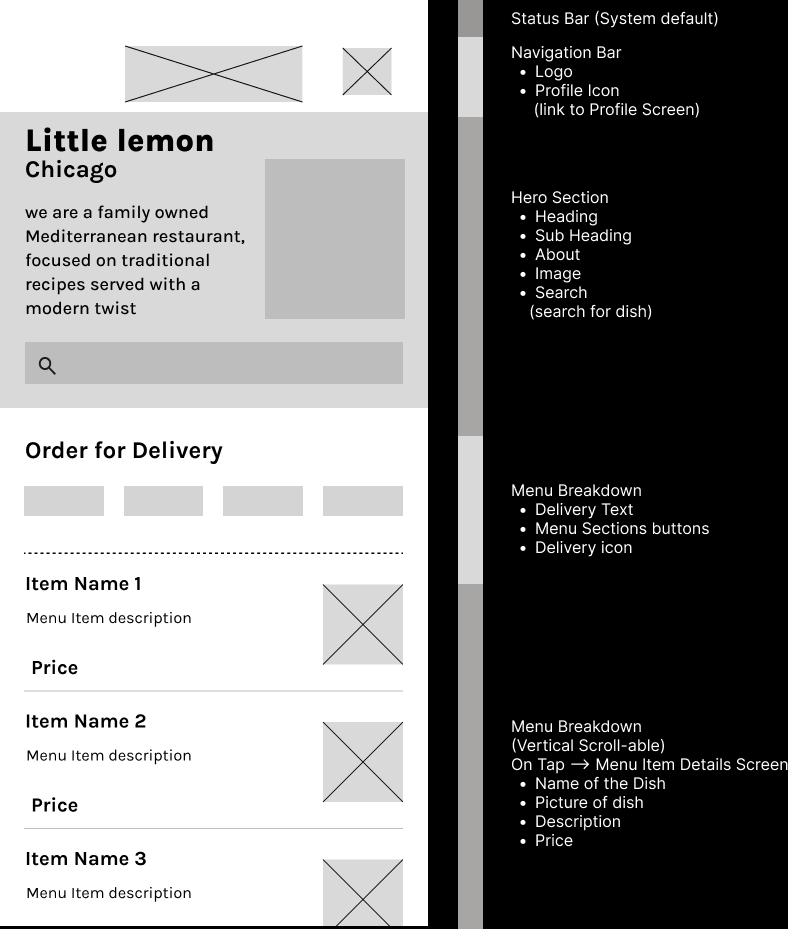 Little lemon
Chicago
we are a family owned
Mediterranean restaurant,
focused on traditional
recipes served with a
modern twist
Order for Delivery
Item Name 1
Menu Item description
Price
Item Name 2
Menu Item description
Price
Item Name 3
Menu Item description
Status Bar (System default)
Navigation Bar
• Logo
• Profile Icon
(link to Profile Screen)
Hero Section
• Heading
• Sub Heading
• About
• Image
• Search
(search for dish)
Menu Breakdown
• Delivery Text
• Menu Sections buttons
• Delivery icon
Menu Breakdown
(Vertical Scroll-able)
On Tap → Menu Item Details Screen
• Name of the Dish
• Picture of dish
• Description
• Price